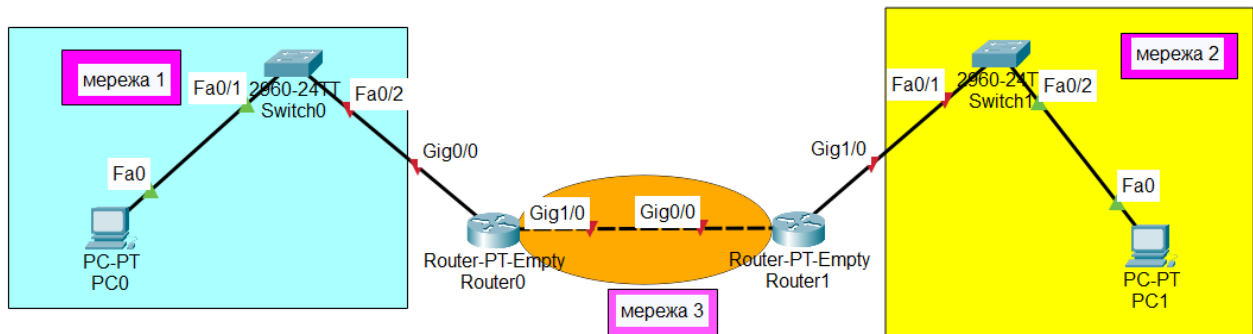 мережа 1
Fa0/1
2960-24TT
Switch0
Fa0/2
Fa0
PC-PT
PC0
Gig0/0
Gig1/0
Gig0/0
Router-PT-Empty
Router0
Router-PT-Empty
Router1
мережа 3
Gig1/0
Fa0/1
2960-24TT
Switch1
Fa0/2
мережа 2
Fa0
PC-PT
PC1